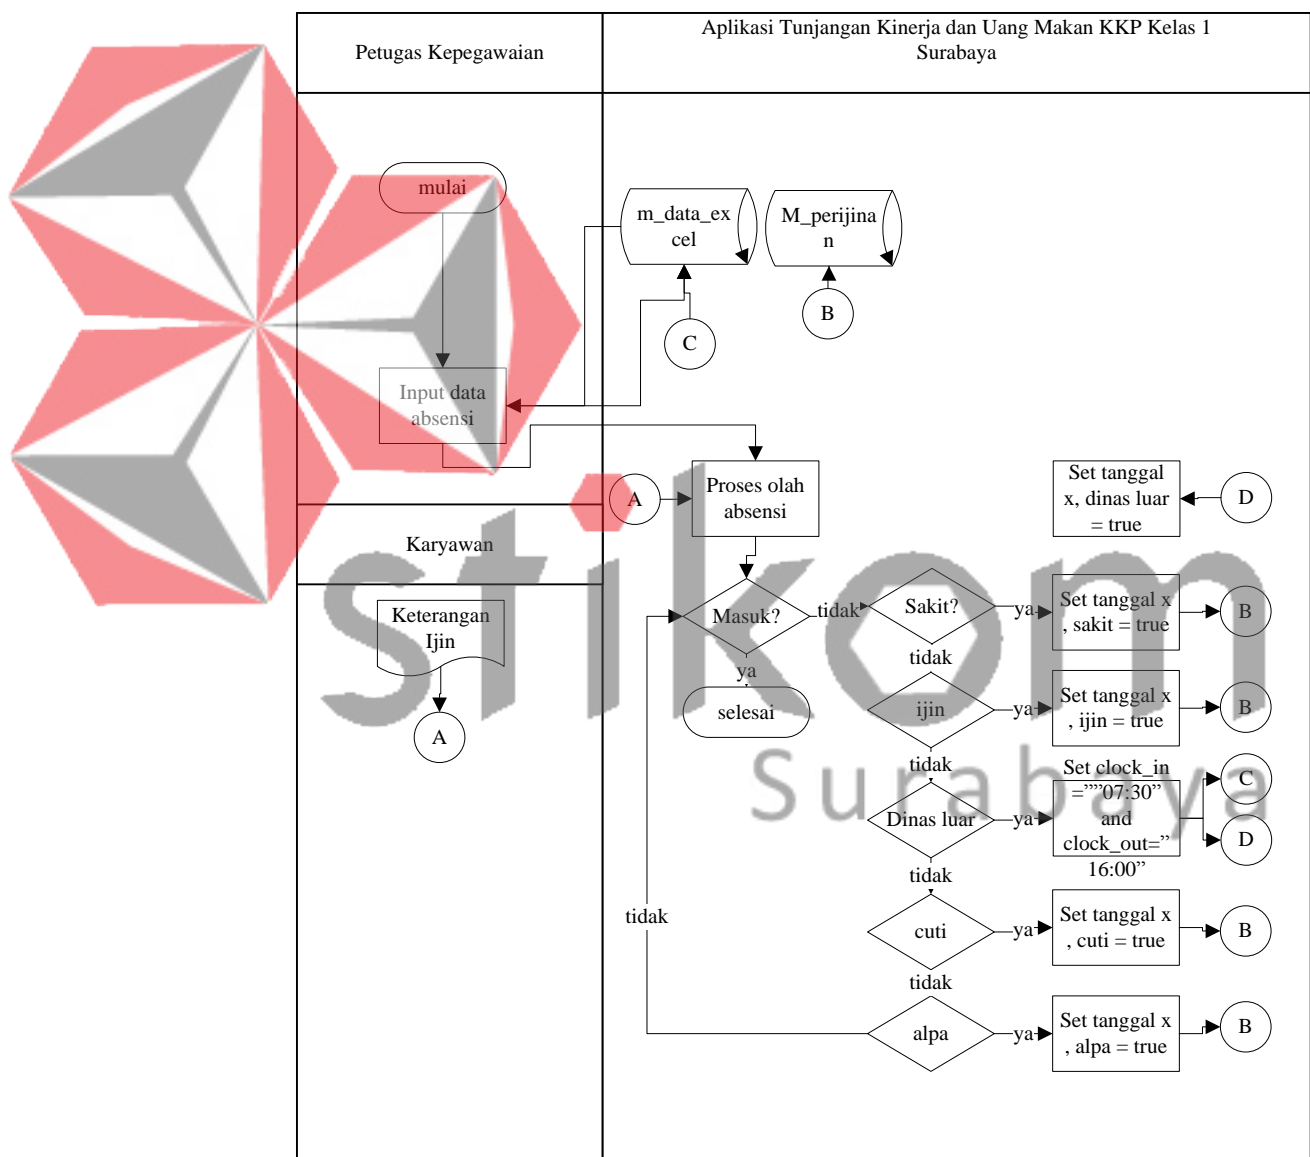 Petugas Kepegawaian
Aplikasi Tunjangan Kinerja dan Uang Makan KKP Kelas 1
Surabaya
mulai
m_data_ex
cel
M_perijina
n
C
B
Input data
absensi
A
Proses olah
absensi
Set tanggal
x, dinas luar
= true
D
Karyawan
Keterangan
Ijin
A
Masuk?
tidak
Sakit?
ya
Set tanggal x
, sakit = true
B
ya
tidak
selesai
ijin
ya
Set tanggal x
, ijin = true
B
tidak
Dinas luar
ya
Set clock_in
=””07:30”
and
clock_out=”
16:00”
C
D
tidak
tidak
cuti
ya
Set tanggal x
, cuti = true
B
tidak
alpa
ya
Set tanggal x
, alpa = true
B
stikom
Surabaya